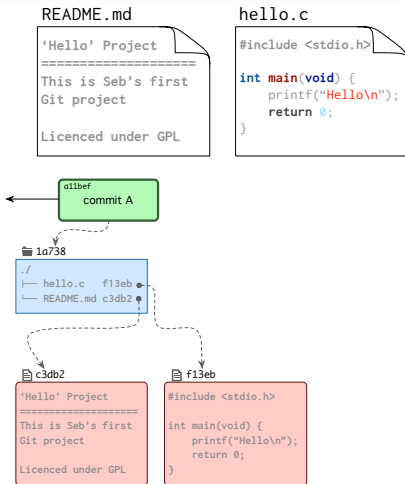 README.md
‘Hello’ Project
====================
This is Seb's first
Git project
Licenced under GPL
hello.c
#include <stdio.h>
int main(void) {
    printf(“Hello\n”);
    return 0;
}
a11bef
commit A
1a738
./
├── hello.c   f13eb
└── README.md c3db2
c3db2
‘Hello’ Project
====================
This is Seb's first
Git project
Licenced under GPL
f13eb
#include <stdio.h>
int main(void) {
    printf(“Hello\n”);
    return 0;
}